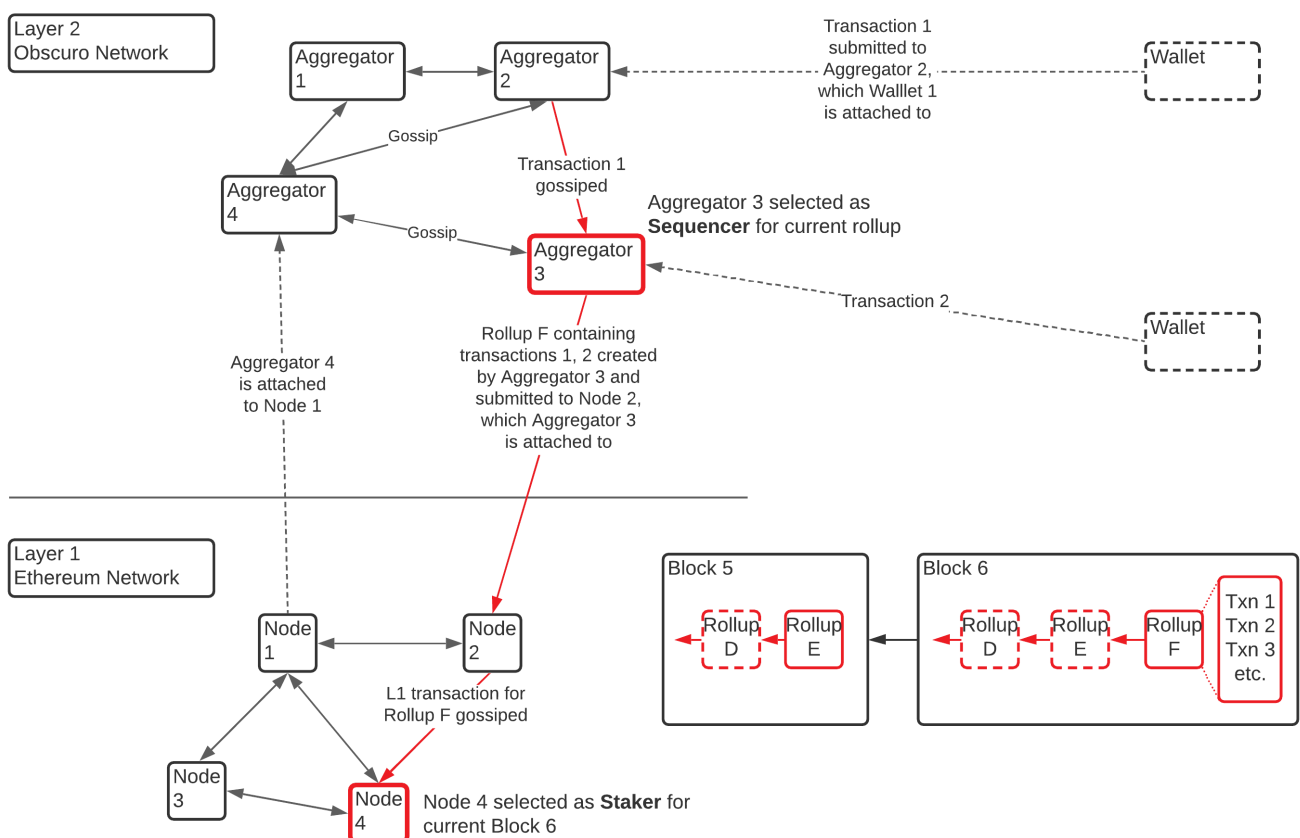 Layer 2
Obscuro Network
Aggregator
1
Aggregator
2
Transaction 1
submitted to
Aggregator 2,
which Walllet 1
is attached to
Wallet
Gossip
Transaction 1
gossiped
Aggregator
4
Aggregator 3 selected as
Sequencer for current rollup
Gossip
Aggregator
3
Transaction 2
Wallet
Rollup F containing
transactions 1, 2 created
by Aggregator 3 and
submitted to Node 2,
which Aggregator 3
is attached to
Aggregator 4
is attached
to Node 1
Layer 1
Ethereum Network
Block 5
Rollup
D
Rollup
E
Block 6
Rollup
D
Rollup
E
Rollup
F
Txn 1
Txn 2
Txn 3
etc.
Node
1
Node
2
L1 transaction for
Rollup F gossiped
Node
3
Node
4
Node 4 selected as Staker for
current Block 6